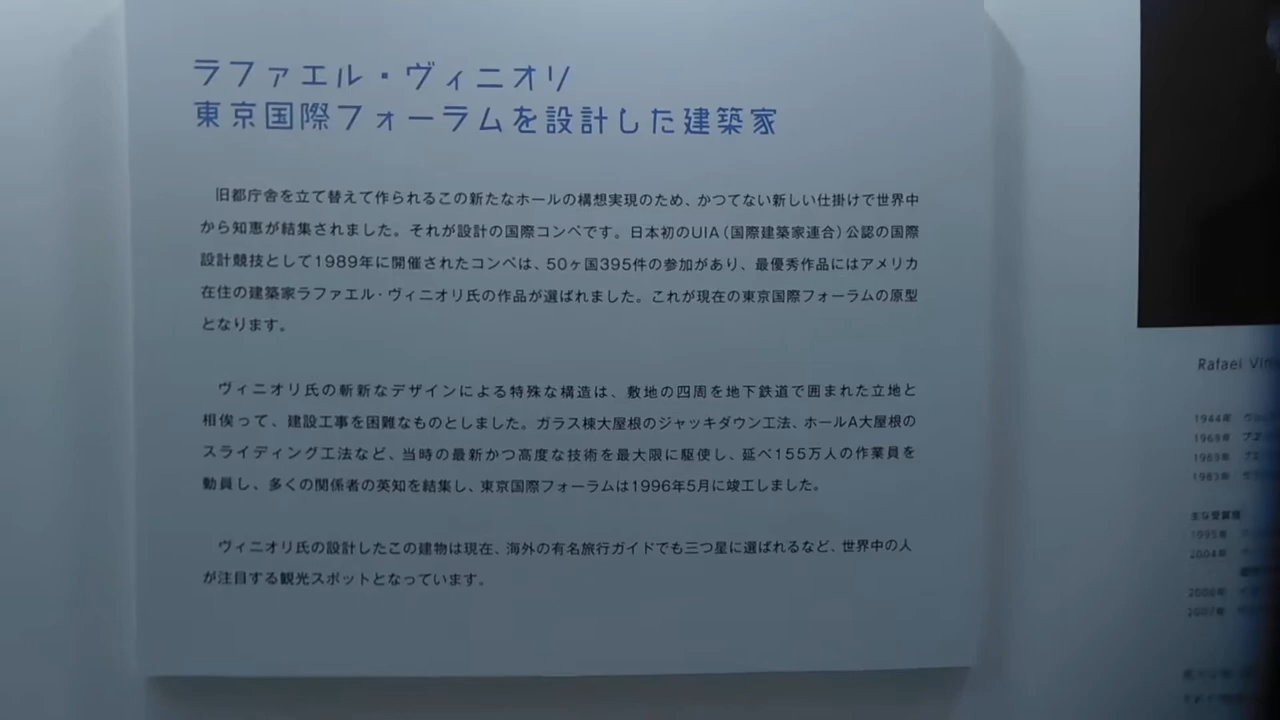 ラファエル・ヴィニオリ
東京国際フォーラムを設計した建築家
旧都庁舎を立て替えて作られるこの新たなホールの構想実現のため、かつてない新しい仕掛けで世界中
から知恵が結集されました。それが設計の国際コンペです。日本初のUIA(国際建築家連合)公認の国際
設計競技として1989年に開催されたコンペは、50ヶ国395件の参加があり、最優秀作品にはアメリカ
在住の建築家ラファエル・ヴィニオリ氏の作品が選ばれました。これが現在の東京国際フォーラムの原型
となります。
ヴィニオリ氏の斬新なデザインによる特殊な構造は、敷地の四周を地下鉄道で囲まれた立地と
相俟って、建設工事を困難なものとしました。ガラス棟大屋根のジャッキダウン工法、ホールA大屋根の
スライディング工法など、当時の最新かつ高度な技術を最大限に駆使し、延べ155万人の作業員を
動員し、多くの関係者の英知を結集し、東京国際フォーラムは1996年5月に竣工しました。
ヴィニオリ氏の設計したこの建物は現在、海外の有名旅行ガイドでも三つ星に選ばれるなど、世界中の人
が注目する観光スポットとなっています。
Rafael
1944年
1968年
1969年
1983年
主な受賞歴
1995年
2004年
2006年
2007年